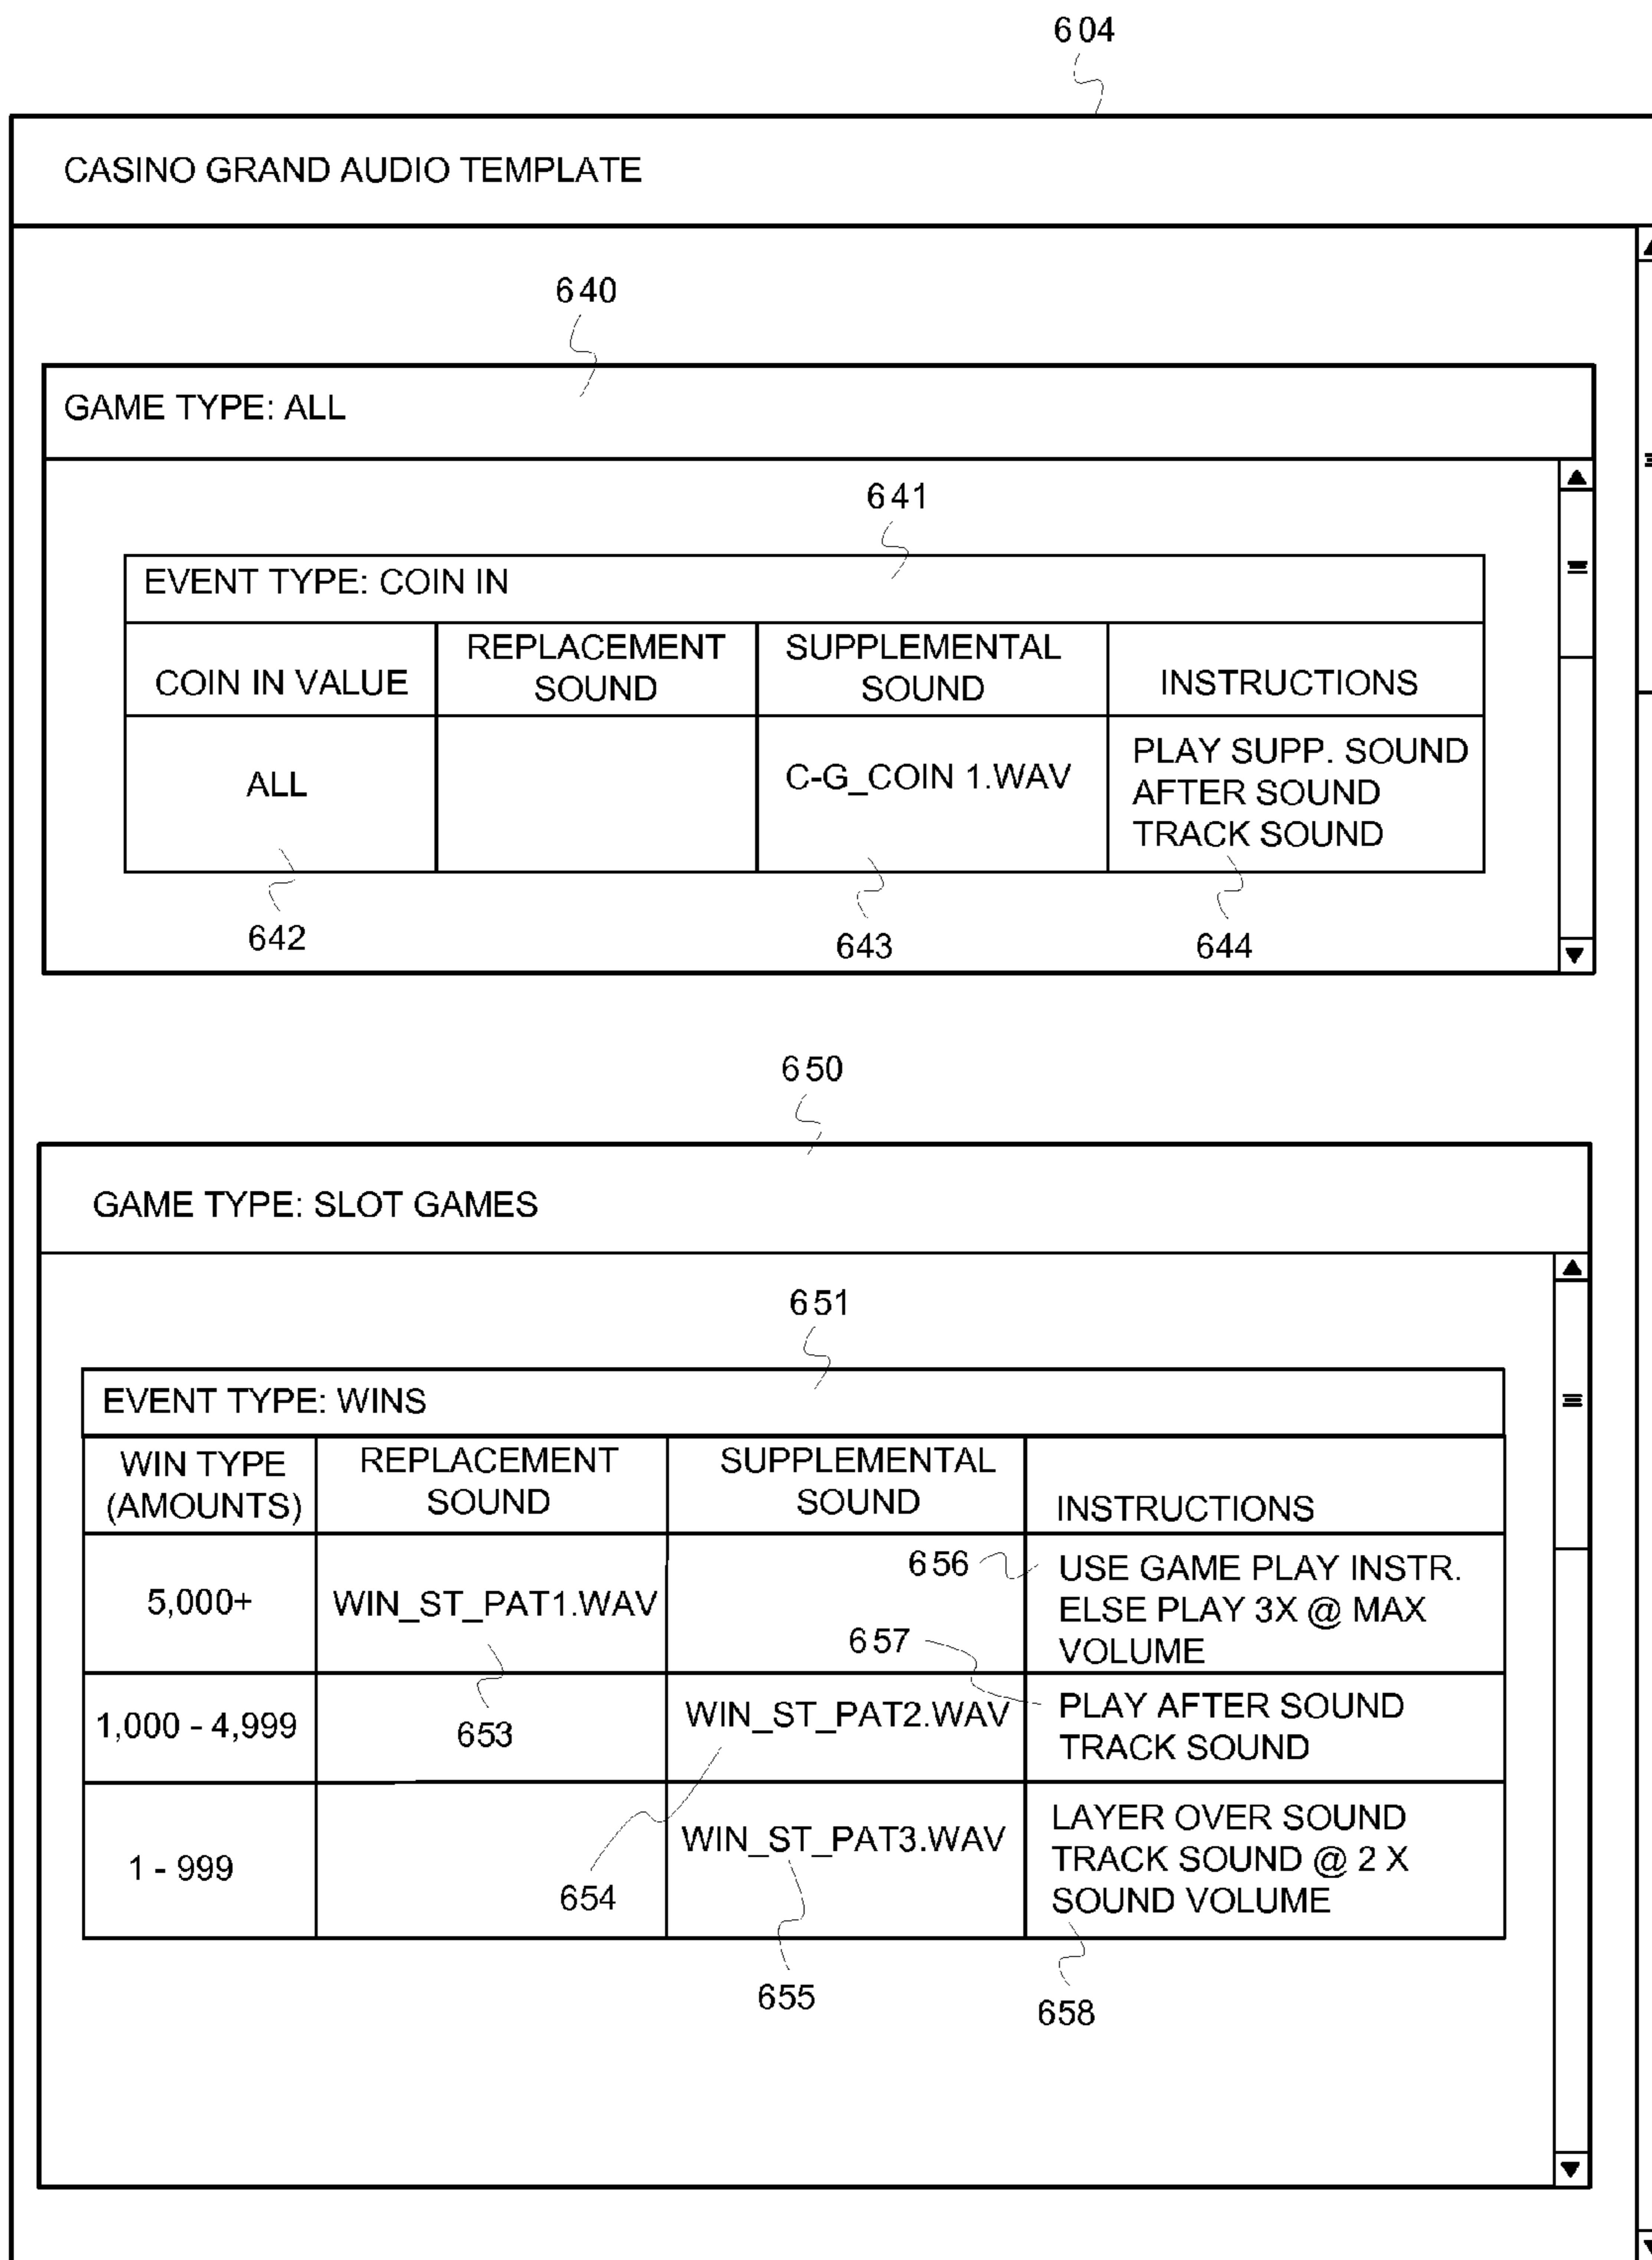 604
CASINO GRAND AUDIO TEMPLATE
640
GAME TYPE: ALL
641
EVENT TYPE: COIN IN
COIN IN VALUE
REPLACEMENT
SOUND
SUPPLEMENTAL
SOUND
INSTRUCTIONS
ALL
C-G_COIN 1.WAV
PLAY SUPP. SOUND
AFTER SOUND
TRACK SOUND
642
643
644
650
GAME TYPE: SLOT GAMES
651
EVENT TYPE: WINS
WIN TYPE
(AMOUNTS)
REPLACEMENT
SOUND
SUPPLEMENTAL
SOUND
INSTRUCTIONS
5,000+
WIN_ST_PAT1.WAV
656
USE GAME PLAY INSTR.
ELSE PLAY 3X @ MAX
VOLUME
657
1,000 - 4,999
653
WIN_ST_PAT2.WAV
PLAY AFTER SOUND
TRACK SOUND
1 - 999
654
WIN_ST_PAT3.WAV
LAYER OVER SOUND
TRACK SOUND @ 2 X
SOUND VOLUME
655
658